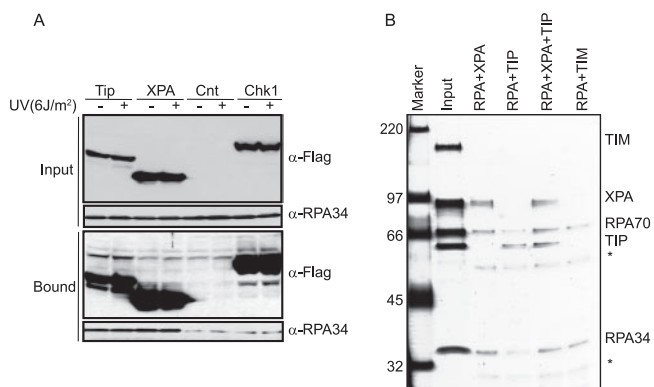 A
Tip XPA Cnt Chk1
UV(6J/m²) - + - + - + - +
Input
α-Flag
α-RPA34
Bound
α-Flag
α-RPA34
B
Marker
Input
RPA+XPA
RPA+TIP
RPA+XPA+TIP
RPA+TIM
220
97
66
45
32
TIM
XPA
RPA70
TIP
*
RPA34
*